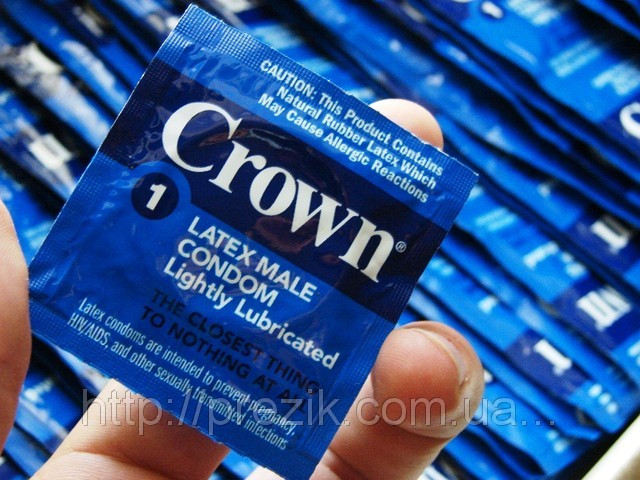 CAUTION: This Product Contains
Natural Rubber Latex Which
May Cause Allergic Reactions
Crown®
1
LATEX MALE
CONDOM
Lightly Lubricated
THE CLOSEST THING
TO NOTHING AT ALL
Latex condoms are intended to prevent pregnancy,
HIV/AIDS, and other sexually transmitted infections
http://prezik.com.ua...